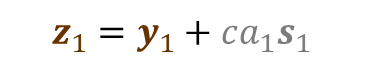 z₁ = y₁ + ca₁s₁